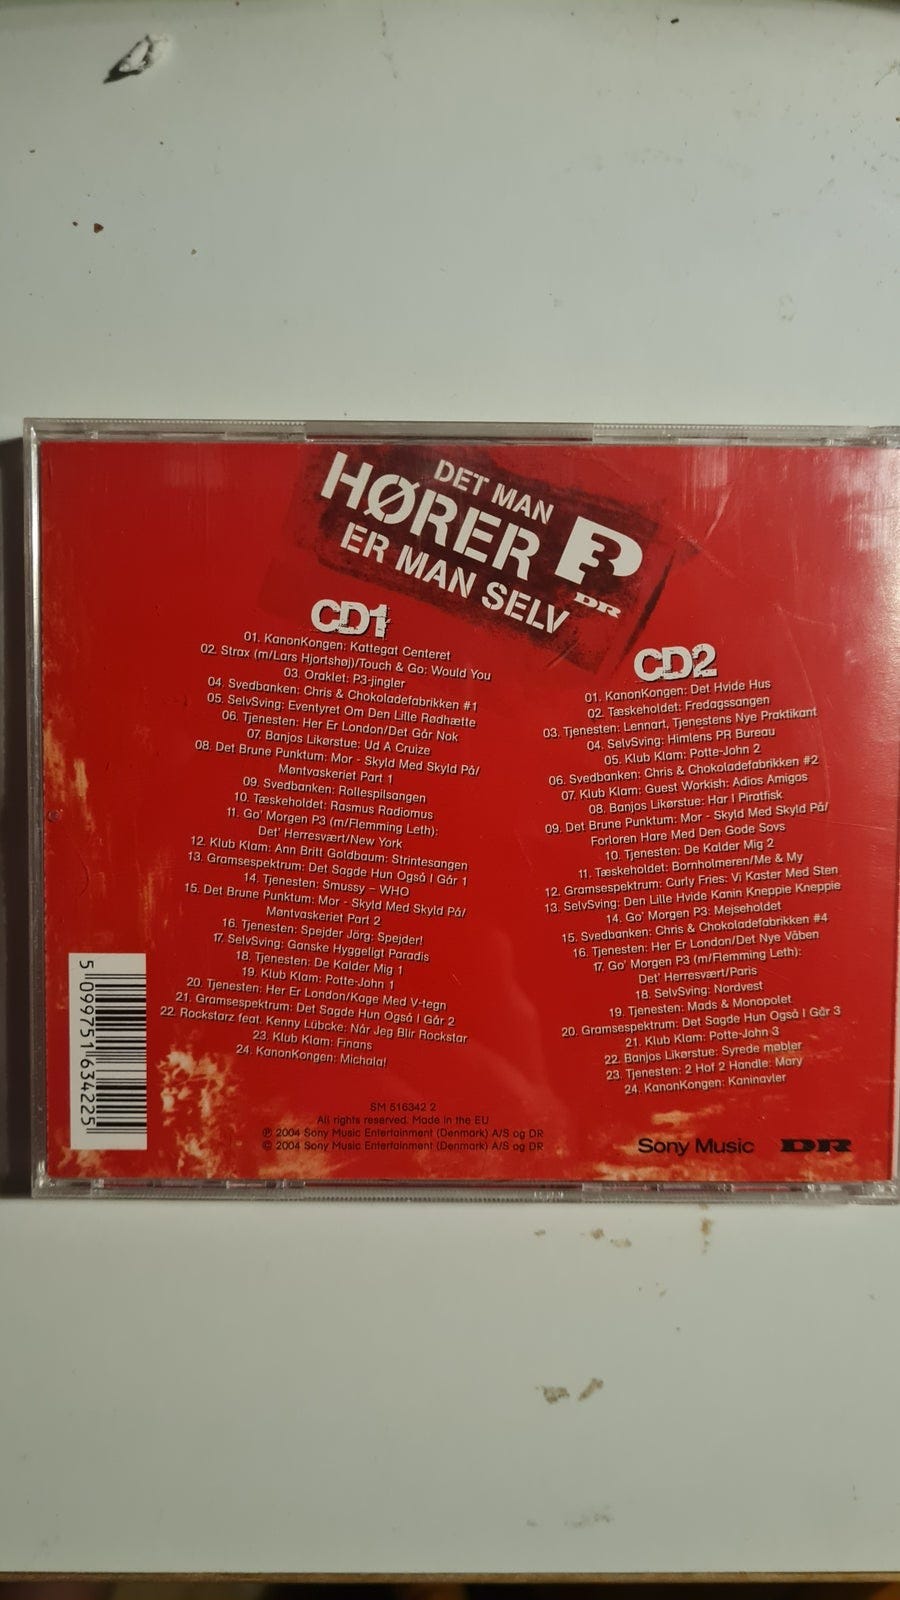 DET MAN
HØRER
ER MAN SELV
P3
DR
CD1
01. KanonKongen: Kattegat Centeret
02. Strax (m/Lars Hjortshøj)/Touch & Go: Would You
03. Oraklet: P3-jingler
04. Svedbanken: Chris & Chokoladefabrikken #1
05. SelvSving: Eventyret Om Den Lille Rødhætte
06. Tjenesten: Her Er London/Det Går Nok
07. Banjos Likørstue: Ud A Cruize
08. Det Brune Punktum: Mor - Skyld Med Skyld På/
Møntvaskeriet Part 1
09. Svedbanken: Rollespilsangen
10. Tæskeholdet: Rasmus Radiomus
11. Go' Morgen P3 (m/Flemming Leth):
Det' Herresvært/New York
12. Klub Klam: Ann Britt Goldbaum: Strintesangen
13. Gramsespektrum: Det Sagde Hun Også I Går 1
14. Tjenesten: Smussy – WHO
15. Det Brune Punktum: Mor - Skyld Med Skyld På/
Møntvaskeriet Part 2
16. Tjenesten: Spejder Jörg: Spejder!
17. SelvSving: Ganske Hyggeligt Paradis
18. Tjenesten: De Kalder Mig 1
19. Klub Klam: Potte-John 1
20. Tjenesten: Her Er London/Kage Med V-tegn
21. Gramsespektrum: Det Sagde Hun Også I Går 2
22. Rockstarz feat. Kenny Lübcke: Når Jeg Blir Rockstar
23. Klub Klam: Finans
24. KanonKongen: Michala!
CD2
01. KanonKongen: Det Hvide Hus
02. Tæskeholdet: Fredagssangen
03. Tjenesten: Lennart, Tjenestens Nye Praktikant
04. SelvSving: Himlens PR Bureau
05. Klub Klam: Potte-John 2
06. Svedbanken: Chris & Chokoladefabrikken #2
07. Klub Klam: Guest Workish: Adios Amigos
08. Banjos Likørstue: Har I Piratfisk
09. Det Brune Punktum: Mor - Skyld Med Skyld På/
Forloren Hare Med Den Gode Sovs
10. Tjenesten: De Kalder Mig 2
11. Tæskeholdet: Bornholmeren/Me & My
12. Gramsespektrum: Curly Fries: Vi Kaster Med Sten
13. SelvSving: Den Lille Hvide Kanin Kneppie Kneppie
14. Go' Morgen P3: Mejseholdet
15. Svedbanken: Chris & Chokoladefabrikken #4
16. Tjenesten: Her Er London/Det Nye Våben
17. Go' Morgen P3 (m/Flemming Leth):
Det' Herresvært/Paris
18. SelvSving: Nordvest
19. Tjenesten: Mads & Monopolet
20. Gramsespektrum: Det Sagde Hun Også I Går 3
21. Klub Klam: Potte-John 3
22. Banjos Likørstue: Syrede møbler
23. Tjenesten: 2 Hof 2 Handle: Mary
24. KanonKongen: Kaninavler
5 099751 634225
SM 516342 2
All rights reserved. Made in the EU
℗ 2004 Sony Music Entertainment (Denmark) A/S og DR
© 2004 Sony Music Entertainment (Denmark) A/S og DR
Sony Music DR